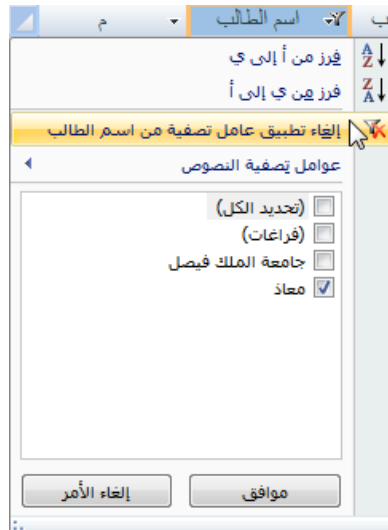 ب اسم الطالب م
فرز من أ إلى ي
فرز من ي إلى أ
إلغاء تطبيق عامل تصفية من اسم الطالب
عوامل تصفية النصوص
(تحديد الكل)
(فراغات)
جامعة الملك فيصل
معاذ
موافق إلغاء الأمر